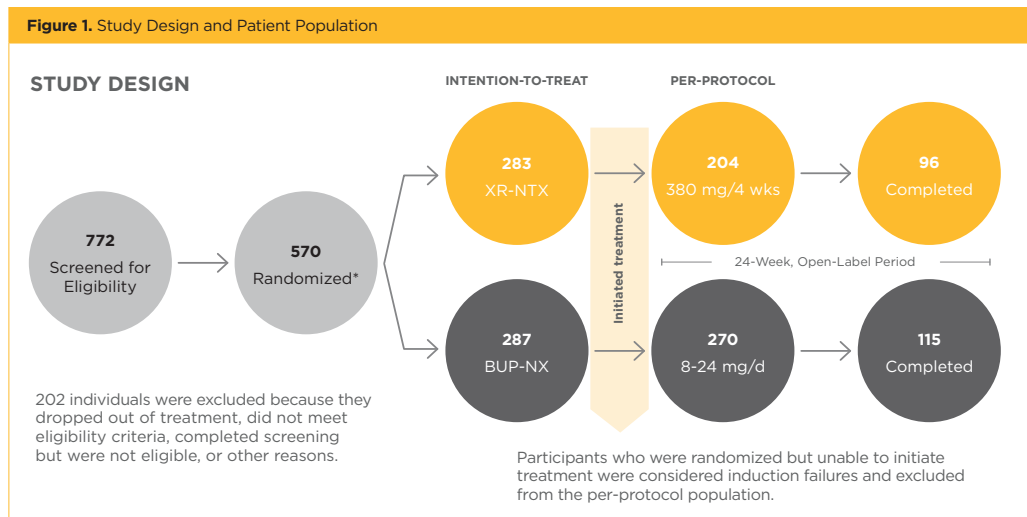 Figure 1. Study Design and Patient Population
STUDY DESIGN
INTENTION-TO-TREAT
PER-PROTOCOL
772
Screened for
Eligibility
570
Randomized*
283
XR-NTX
204
380 mg/4 wks
96
Completed
Initiated treatment
24-Week, Open-Label Period
287
BUP-NX
270
8-24 mg/d
115
Completed
202 individuals were excluded because they
dropped out of treatment, did not meet
eligibility criteria, completed screening
but were not eligible, or other reasons.
Participants who were randomized but unable to initiate
treatment were considered induction failures and excluded
from the per-protocol population.